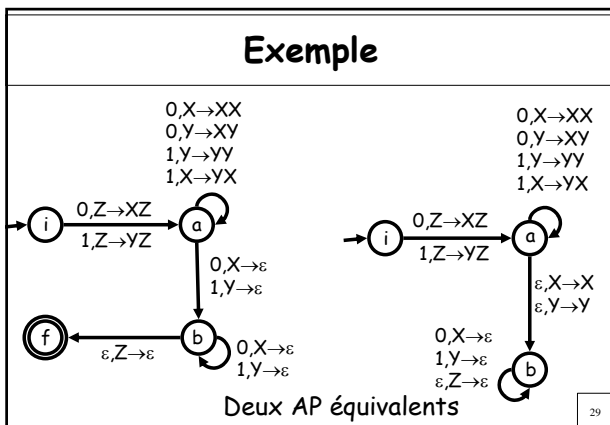 Exemple
0,X→XX
0,Y→XY
1,Y→YY
1,X→YX
i
0,Z→XZ
1,Z→YZ
a
0,X→ε
1,Y→ε
f
ε,Z→ε
b
0,X→ε
1,Y→ε
0,X→XX
0,Y→XY
1,Y→YY
1,X→YX
i
0,Z→XZ
1,Z→YZ
a
ε,X→X
ε,Y→Y
0,X→ε
1,Y→ε
ε,Z→ε
b
Deux AP équivalents
29